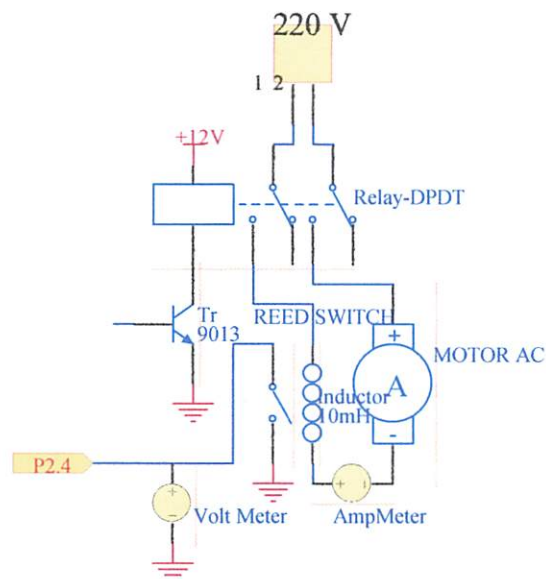 220 V
1 2
+12V
Relay-DPDT
Tr
9013
REED SWITCH
+
MOTOR AC
A
Inductor
10mH
-
P2.4
+
-
Volt Meter
+ -
AmpMeter